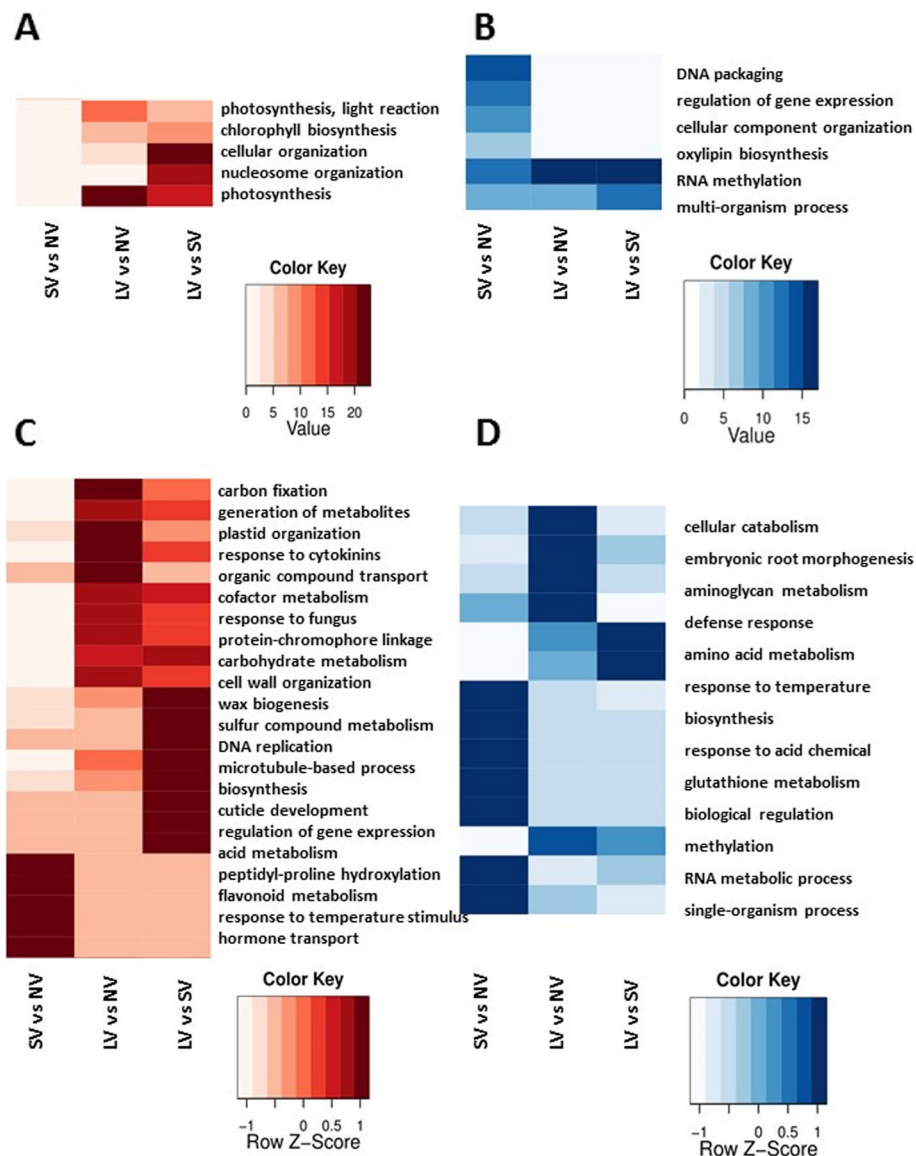 A
photosynthesis, light reaction
chlorophyll biosynthesis
cellular organization
nucleosome organization
photosynthesis
SV vs NV
LV vs NV
LV vs SV
Color Key
0 5 10 15 20
Value
B
DNA packaging
regulation of gene expression
cellular component organization
oxylipin biosynthesis
RNA methylation
multi-organism process
SV vs NV
LV vs NV
LV vs SV
Color Key
0 5 10 15
Value
C
carbon fixation
generation of metabolites
plastid organization
response to cytokinins
organic compound transport
cofactor metabolism
response to fungus
protein-chromophore linkage
carbohydrate metabolism
cell wall organization
wax biogenesis
sulfur compound metabolism
DNA replication
microtubule-based process
biosynthesis
cuticle development
regulation of gene expression
acid metabolism
peptidyl-proline hydroxylation
flavonoid metabolism
response to temperature stimulus
hormone transport
SV vs NV
LV vs NV
LV vs SV
Color Key
−1 0 0.5 1
Row Z−Score
D
cellular catabolism
embryonic root morphogenesis
aminoglycan metabolism
defense response
amino acid metabolism
response to temperature
biosynthesis
response to acid chemical
glutathione metabolism
biological regulation
methylation
RNA metabolic process
single-organism process
SV vs NV
LV vs NV
LV vs SV
Color Key
−1 0 0.5 1
Row Z−Score